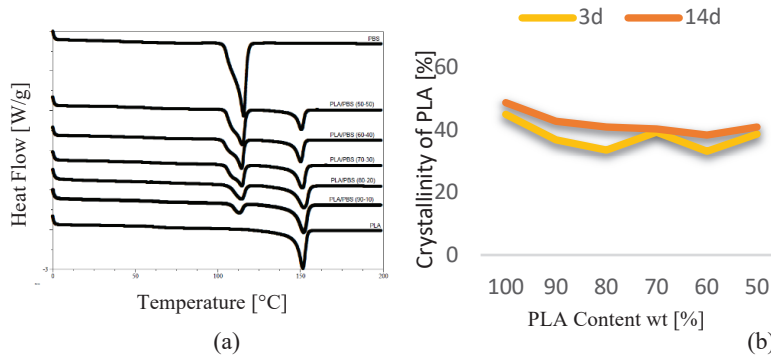 PBS
PLA/PBS (50-50)
PLA/PBS (60-40)
PLA/PBS (70-30)
PLA/PBS (80-20)
PLA/PBS (90-10)
PLA
Heat Flow [W/g]
-5
0
50
100
150
200
Temperature [°C]
(a)
3d 14d
Crystallinity of PLA [%]
60
40
20
0
100 90 80 70 60 50
PLA Content wt [%]
(b)